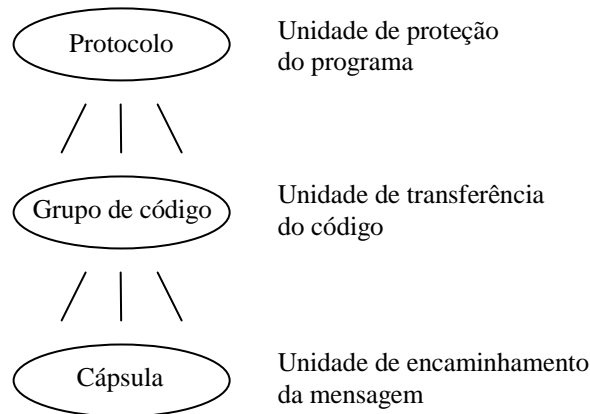 Protocolo
Unidade de proteção
do programa
Grupo de código
Unidade de transferência
do código
Cápsula
Unidade de encaminhamento
da mensagem